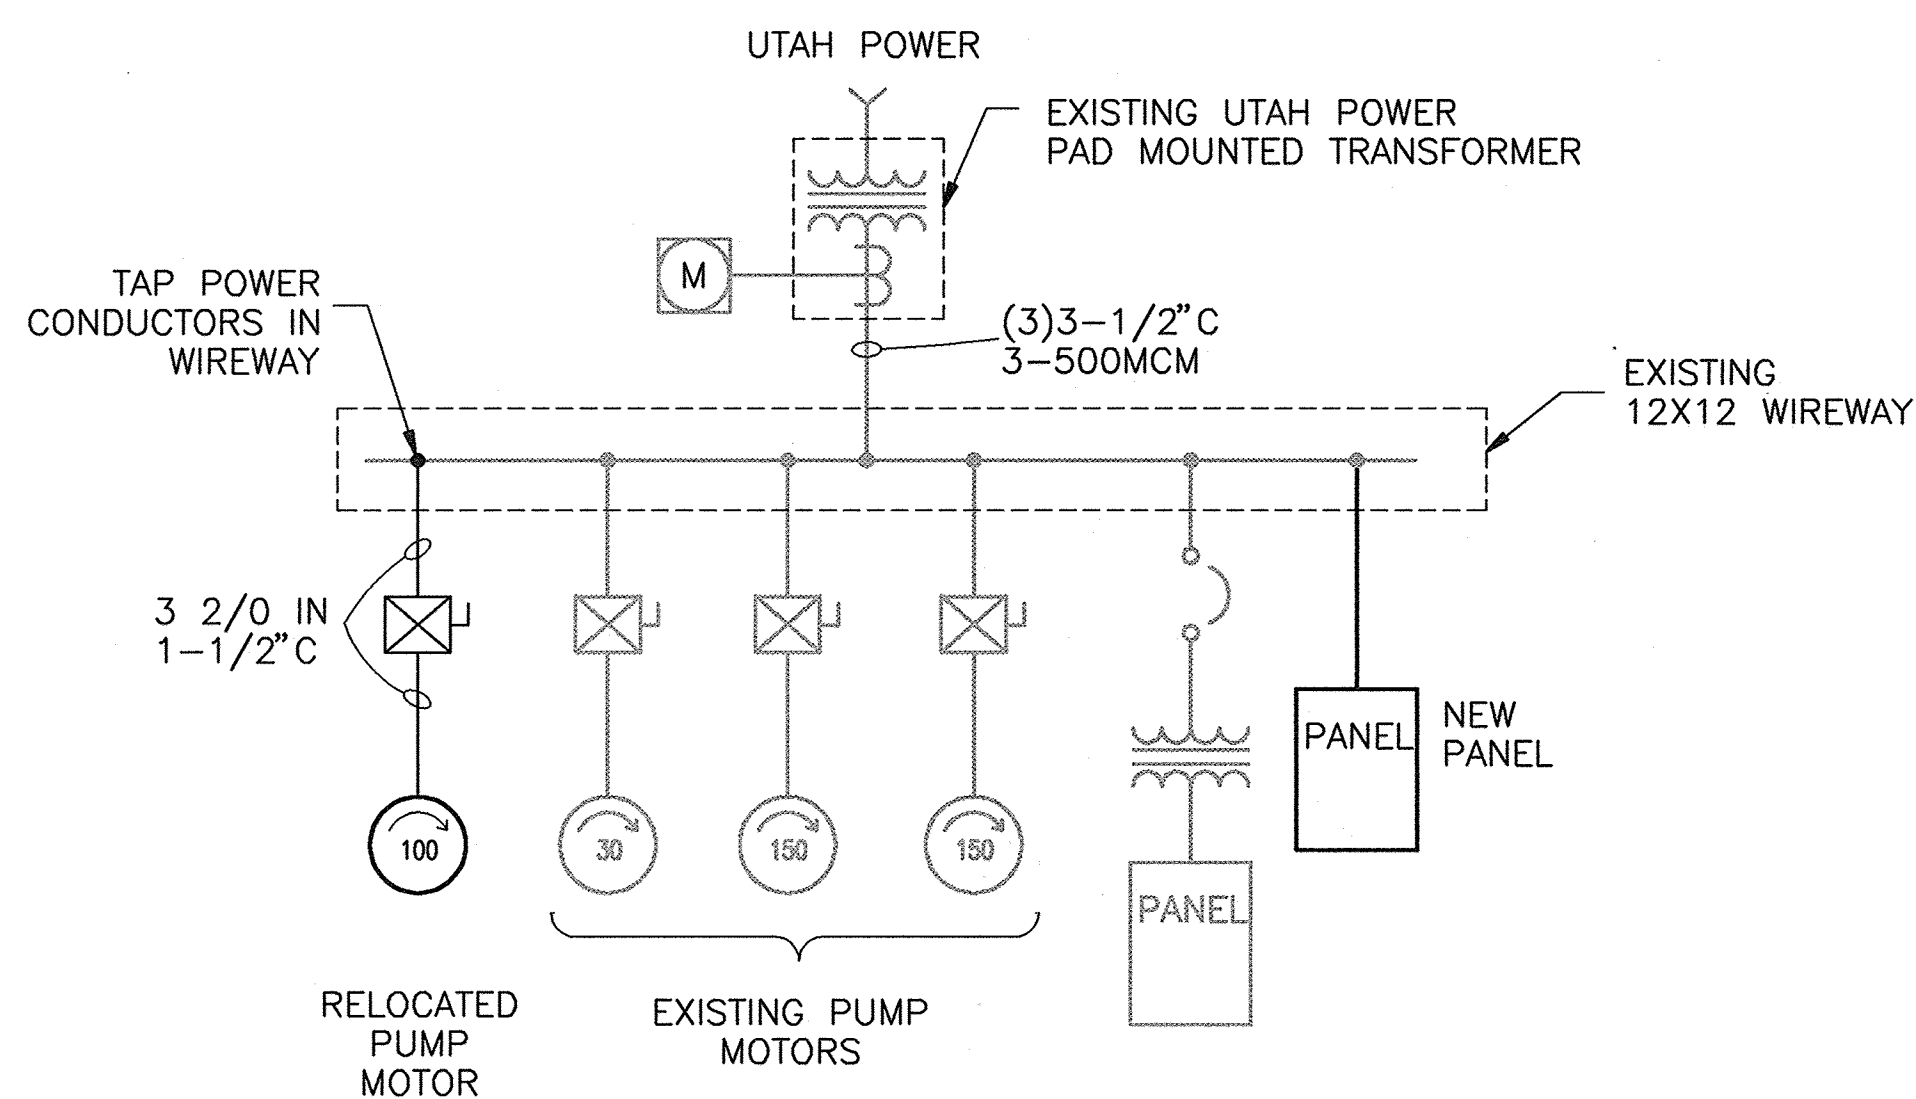 UTAH POWER
EXISTING UTAH POWER
PAD MOUNTED TRANSFORMER
M
TAP POWER
CONDUCTORS IN
WIREWAY
(3)3-1/2"C
3-500MCM
EXISTING
12X12 WIREWAY
3 2/0 IN
1-1/2"C
PANEL
NEW
PANEL
100
30
150
150
PANEL
RELOCATED
PUMP
MOTOR
EXISTING PUMP
MOTORS